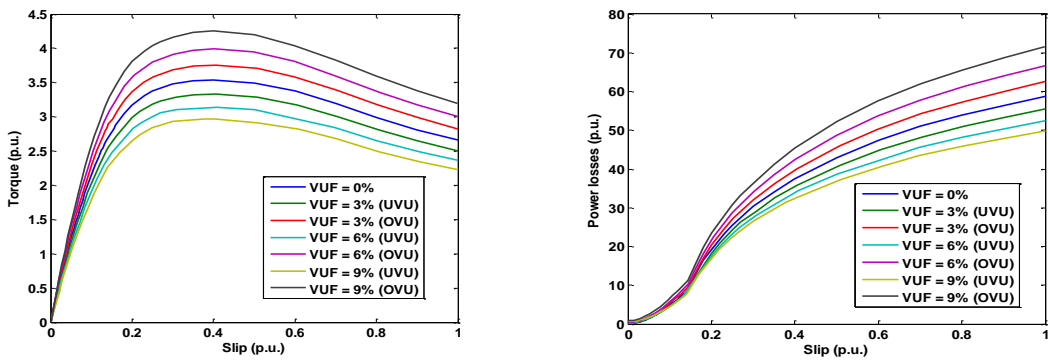 4.5
4
3.5
3
2.5
2
1.5
1
0.5
0
0 0.2 0.4 0.6 0.8 1
Torque (p.u.)
Slip (p.u.)
VUF = 0%
VUF = 3% (UVU)
VUF = 3% (OVU)
VUF = 6% (UVU)
VUF = 6% (OVU)
VUF = 9% (UVU)
VUF = 9% (OVU)
80
70
60
50
40
30
20
10
0
0 0.2 0.4 0.6 0.8 1
Power losses (p.u.)
Slip (p.u.)
VUF = 0%
VUF = 3% (UVU)
VUF = 3% (OVU)
VUF = 6% (UVU)
VUF = 6% (OVU)
VUF = 9% (UVU)
VUF = 9% (OVU)